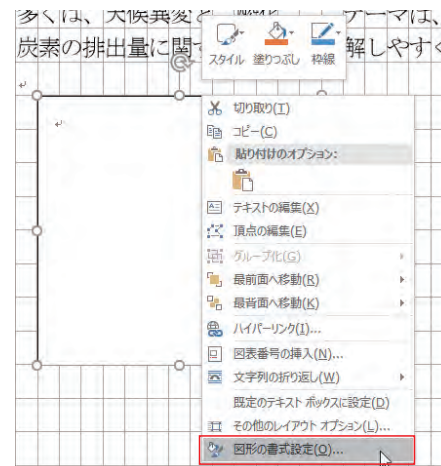 多くは、天候異変と
テーマは、
炭素の排出量に関す
解しやすく
スタイル 塗りつぶし 枠線
切り取り(T)
コピー(C)
貼り付けのオプション:
テキストの編集(X)
頂点の編集(E)
グループ化(G)
最前面へ移動(R)
最背面へ移動(K)
ハイパーリンク(I)...
図表番号の挿入(N)...
文字列の折り返し(W)
既定のテキスト ボックスに設定(D)
その他のレイアウト オプション(L)...
図形の書式設定(O)...